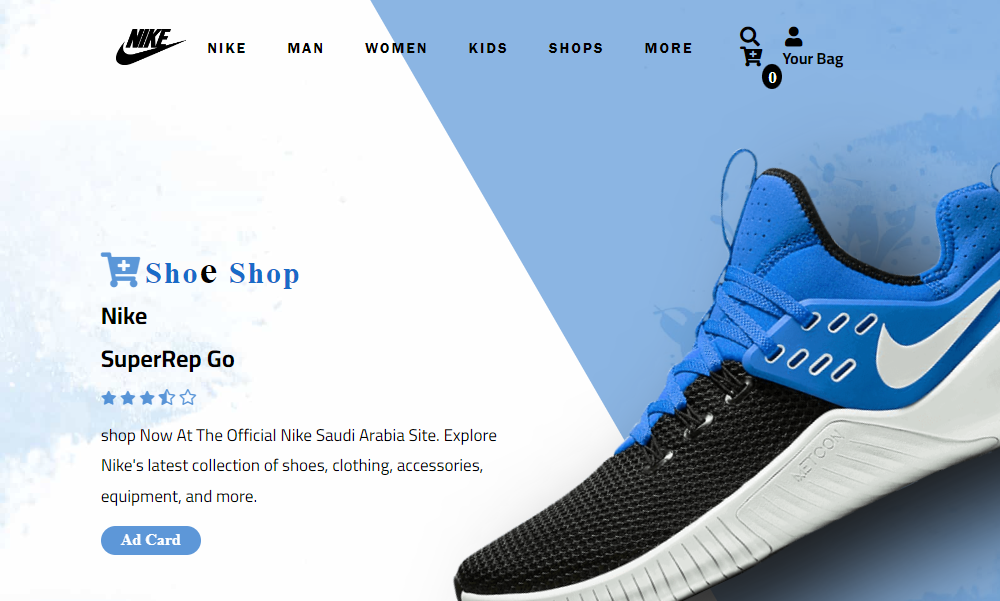 NIKE NIKE MAN WOMEN KIDS SHOPS MORE
Your Bag
0
Shoe Shop
Nike
SuperRep Go
shop Now At The Official Nike Saudi Arabia Site. Explore
Nike's latest collection of shoes, clothing, accessories,
equipment, and more.
Ad Card
METCON